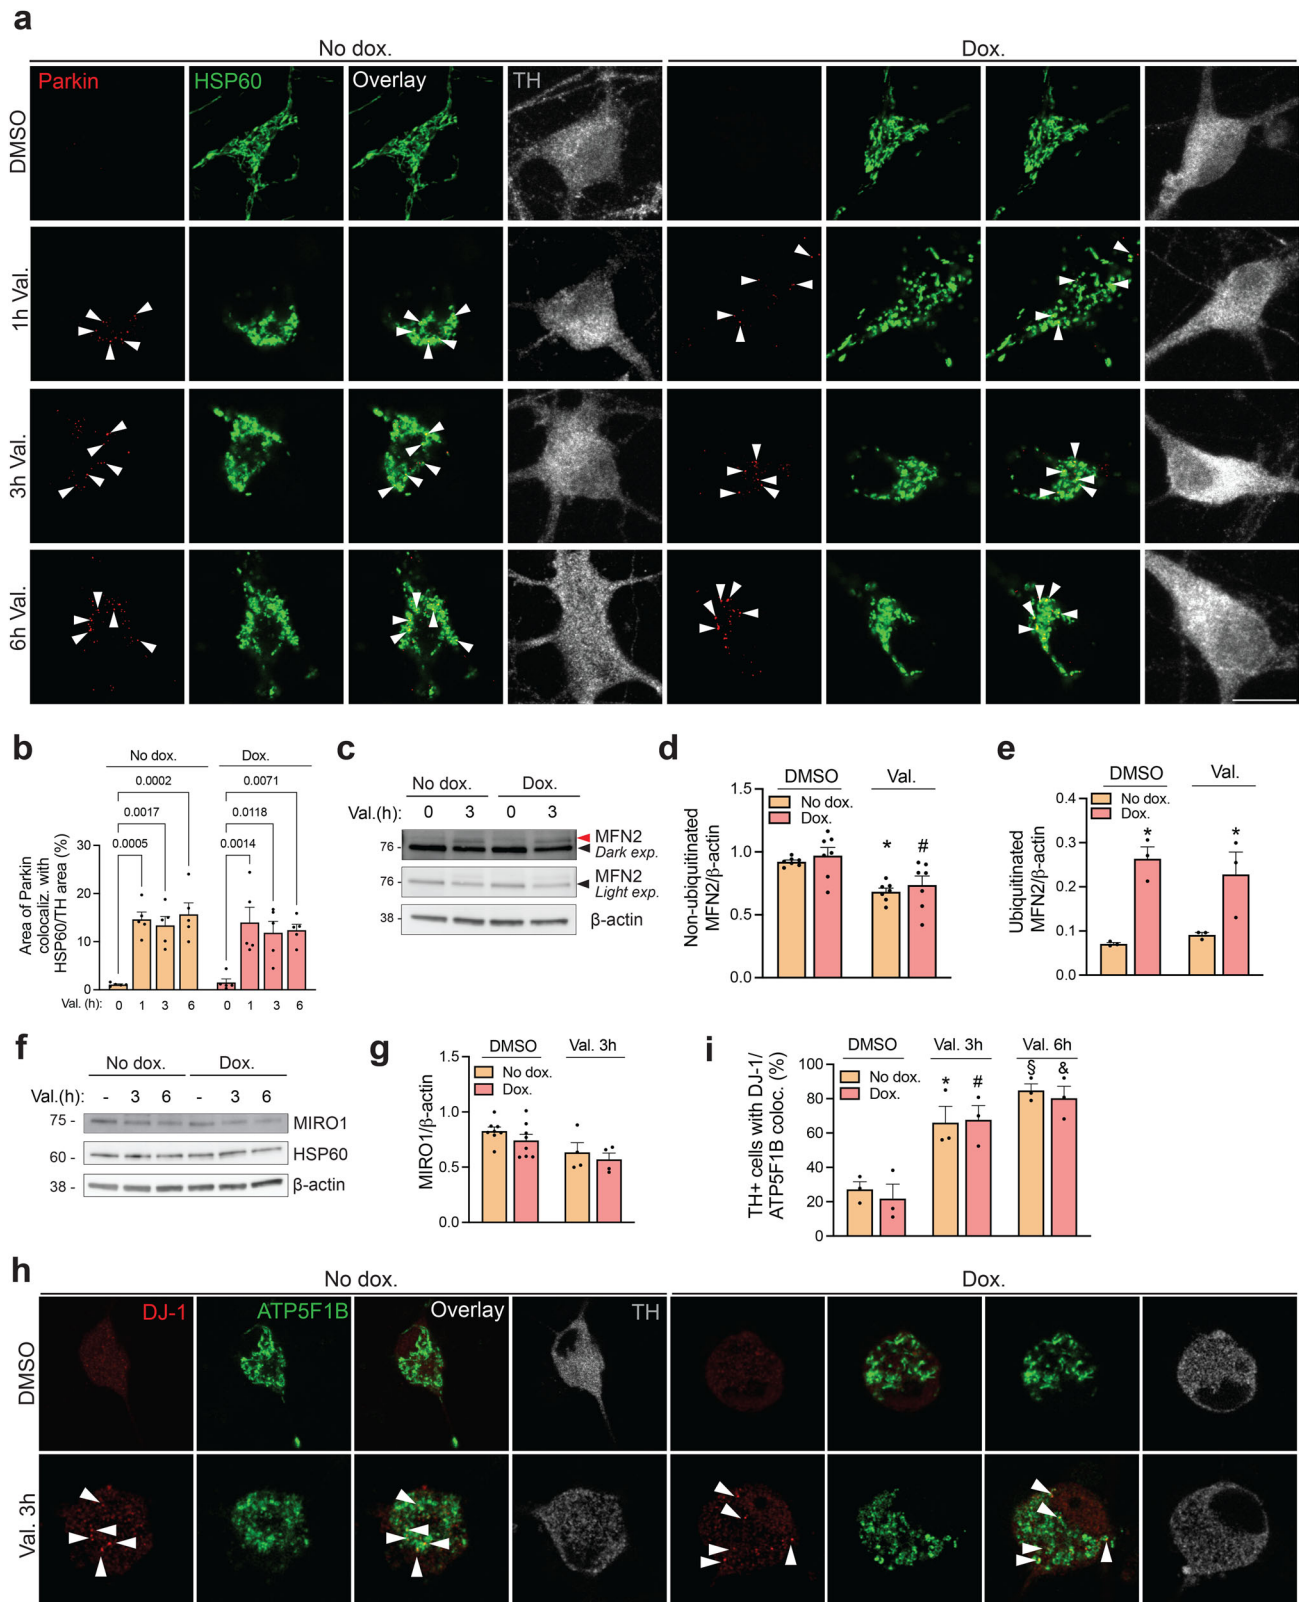 a
No dox.
Dox.
Parkin
HSP60
Overlay
TH
DMSO
1h Val.
3h Val.
6h Val.
b
No dox.
Dox.
0.0002
0.0071
0.0017
0.0118
0.0005
0.0014
Area of Parkin
colocaliz. with
HSP60/TH area (%)
30
20
10
0
Val. (h): 0 1 3 6 0 1 3 6
c
No dox.
Dox.
Val.(h): 0 3 0 3
76 -
MFN2
Dark exp.
76 -
MFN2
Light exp.
38 -
β-actin
d
DMSO
Val.
No dox.
Dox.
Non-ubiquitinated
MFN2/β-actin
1.5
1.0
0.5
0.0
*
#
e
DMSO
Val.
No dox.
Dox.
Ubiquitinated
MFN2/β-actin
0.4
0.3
0.2
0.1
0.0
*
*
f
No dox.
Dox.
Val.(h): - 3 6 - 3 6
75 -
MIRO1
60 -
HSP60
38 -
β-actin
g
DMSO
Val. 3h
No dox.
Dox.
MIRO1/β-actin
1.5
1.0
0.5
0.0
i
DMSO
Val. 3h
Val. 6h
No dox.
Dox.
TH+ cells with DJ-1/
ATP5F1B coloc. (%)
100
80
60
40
20
0
*
#
§
&
h
No dox.
Dox.
DJ-1
ATP5F1B
Overlay
TH
DMSO
Val. 3h